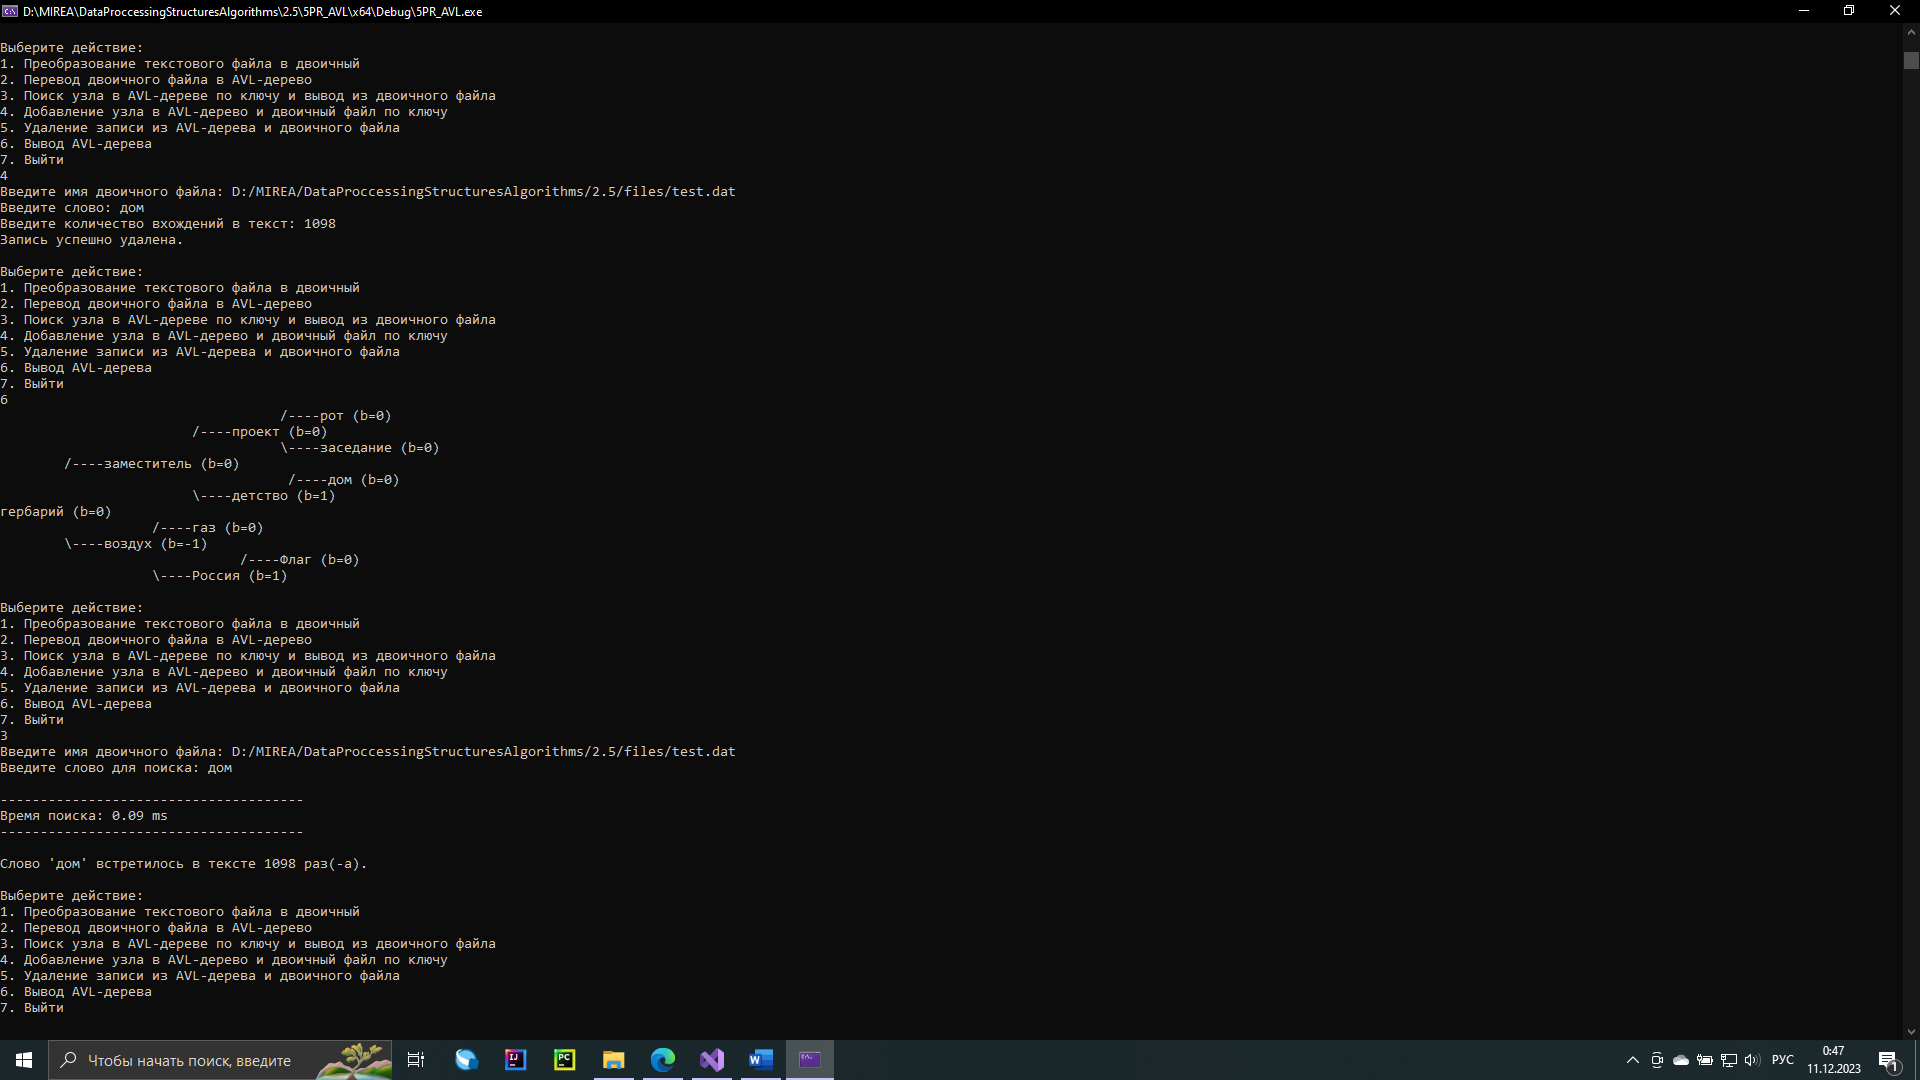 D:\MIREA\DataProccessingStructuresAlgorithms\2.5\5PR_AVL\x64\Debug\5PR_AVL.exe
Выберите действие:
1. Преобразование текстового файла в двоичный
2. Перевод двоичного файла в AVL-дерево
3. Поиск узла в AVL-дереве по ключу и вывод из двоичного файла
4. Добавление узла в AVL-дерево и двоичный файл по ключу
5. Удаление записи из AVL-дерева и двоичного файла
6. Вывод AVL-дерева
7. Выйти
4
Введите имя двоичного файла: D:/MIREA/DataProccessingStructuresAlgorithms/2.5/files/test.dat
Введите слово: дом
Введите количество вхождений в текст: 1098
Запись успешно удалена.
Выберите действие:
1. Преобразование текстового файла в двоичный
2. Перевод двоичного файла в AVL-дерево
3. Поиск узла в AVL-дереве по ключу и вывод из двоичного файла
4. Добавление узла в AVL-дерево и двоичный файл по ключу
5. Удаление записи из AVL-дерева и двоичного файла
6. Вывод AVL-дерева
7. Выйти
6
/----рот (b=0)
/----проект (b=0)
\----заседание (b=0)
/----заместитель (b=0)
/----дом (b=0)
\----детство (b=1)
гербарий (b=0)
/----газ (b=0)
\----воздух (b=-1)
/----Флаг (b=0)
\----Россия (b=1)
Выберите действие:
1. Преобразование текстового файла в двоичный
2. Перевод двоичного файла в AVL-дерево
3. Поиск узла в AVL-дереве по ключу и вывод из двоичного файла
4. Добавление узла в AVL-дерево и двоичный файл по ключу
5. Удаление записи из AVL-дерева и двоичного файла
6. Вывод AVL-дерева
7. Выйти
3
Введите имя двоичного файла: D:/MIREA/DataProccessingStructuresAlgorithms/2.5/files/test.dat
Введите слово для поиска: дом
--------------------------------------
Время поиска: 0.09 ms
--------------------------------------
Слово 'дом' встретилось в тексте 1098 раз(-а).
Выберите действие:
1. Преобразование текстового файла в двоичный
2. Перевод двоичного файла в AVL-дерево
3. Поиск узла в AVL-дереве по ключу и вывод из двоичного файла
4. Добавление узла в AVL-дерево и двоичный файл по ключу
5. Удаление записи из AVL-дерева и двоичного файла
6. Вывод AVL-дерева
7. Выйти
Чтобы начать поиск, введите
РУС
0:47
11.12.2023
1